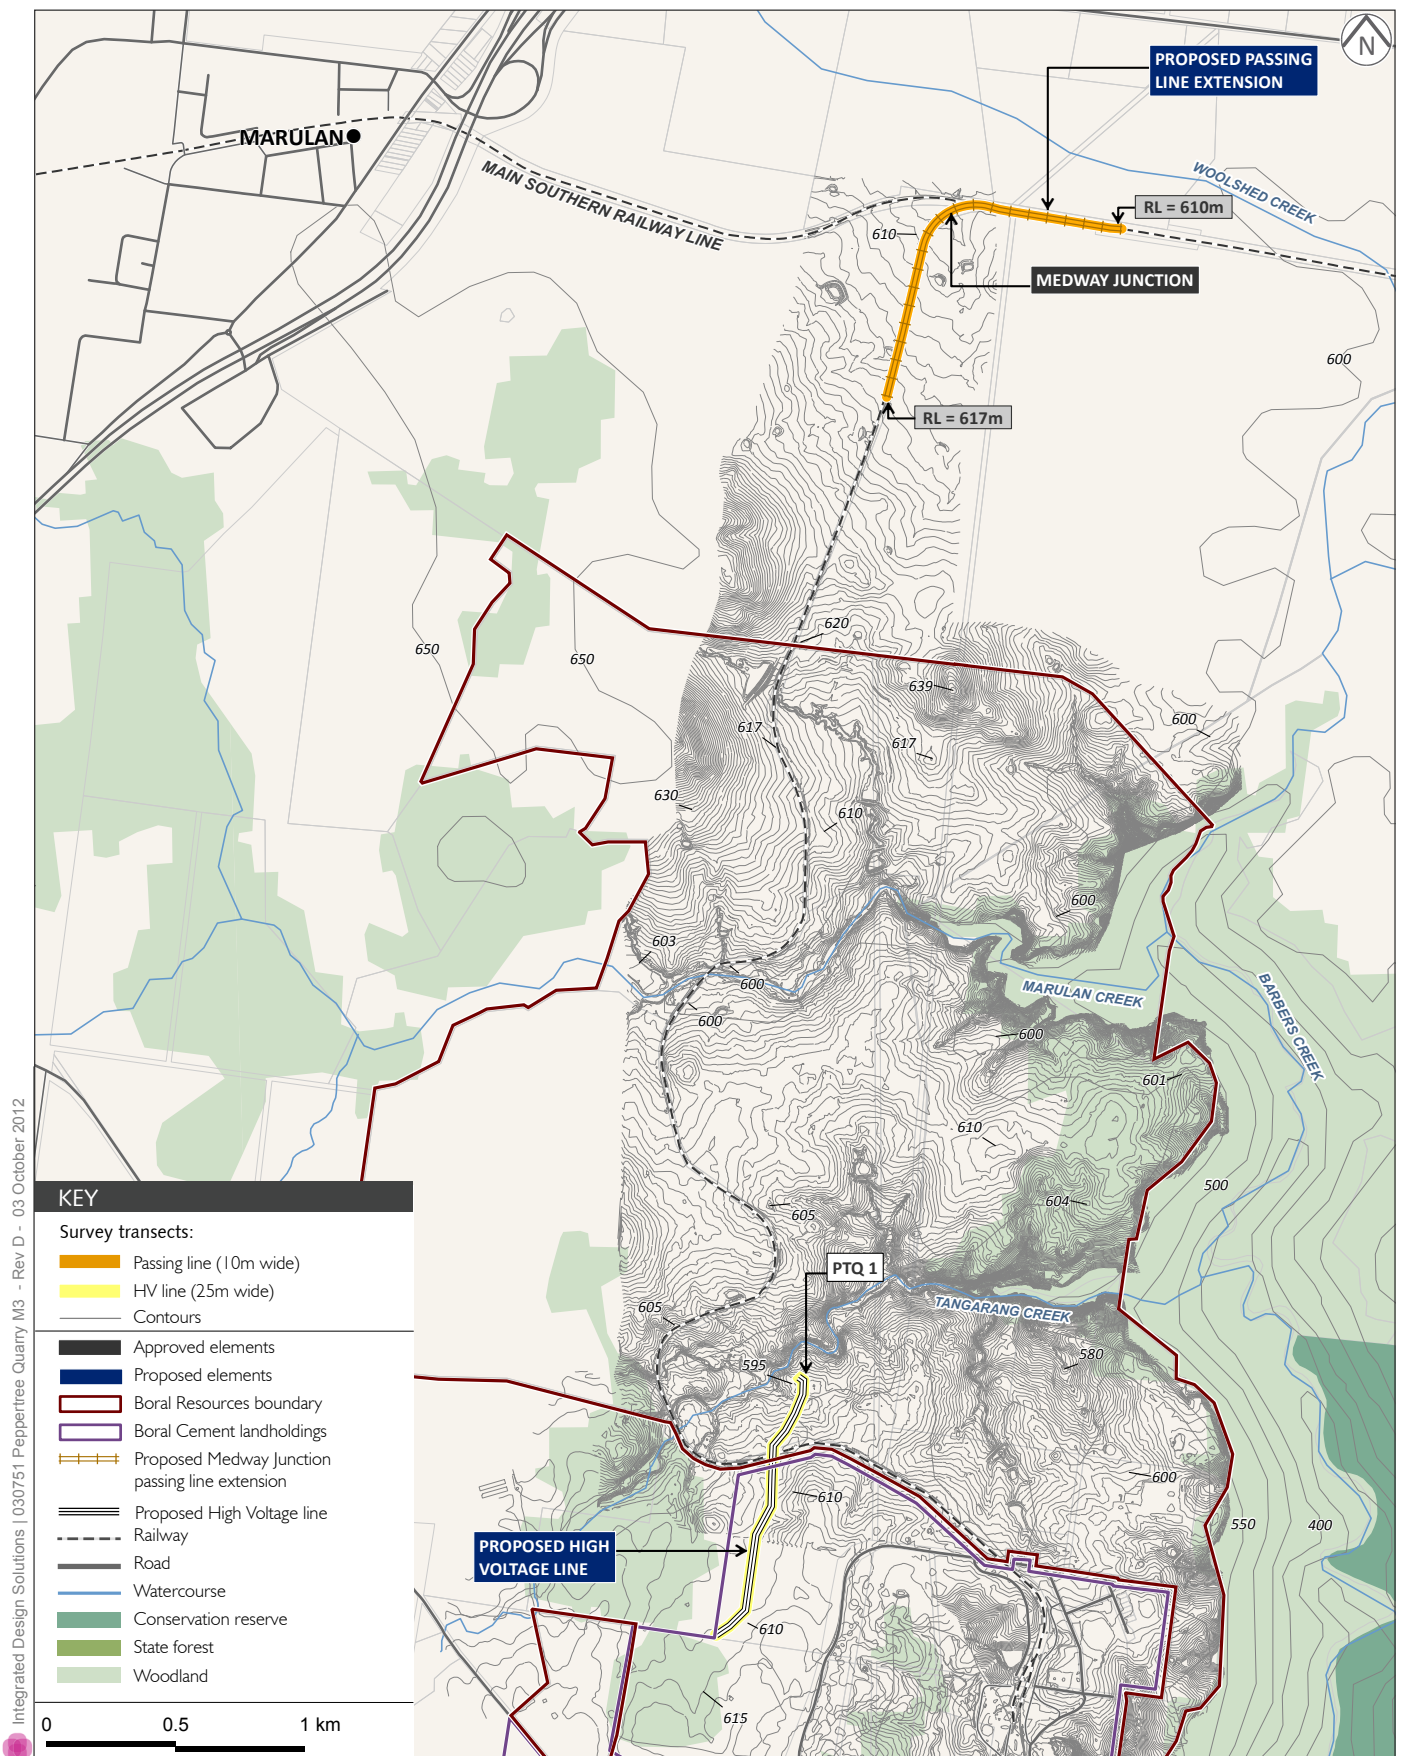 N
PROPOSED PASSING
LINE EXTENSION
MARULAN
MAIN SOUTHERN RAILWAY LINE
WOOLSHED CREEK
RL = 610m
610
MEDWAY JUNCTION
600
RL = 617m
620
650
650
639
600
617
617
630
610
600
603
600
MARULAN CREEK
BARBERS CREEK
600
600
601
610
500
604
605
PTQ 1
605
TANGARANG CREEK
580
595
600
610
550
400
PROPOSED HIGH
VOLTAGE LINE
610
615
KEY
Survey transects:
Passing line (10m wide)
HV line (25m wide)
Contours
Approved elements
Proposed elements
Boral Resources boundary
Boral Cement landholdings
Proposed Medway Junction
passing line extension
Proposed High Voltage line
Railway
Road
Watercourse
Conservation reserve
State forest
Woodland
0 0.5 1 km
Integrated Design Solutions | 030751 Peppertree Quarry M3 - Rev D - 03 October 2012